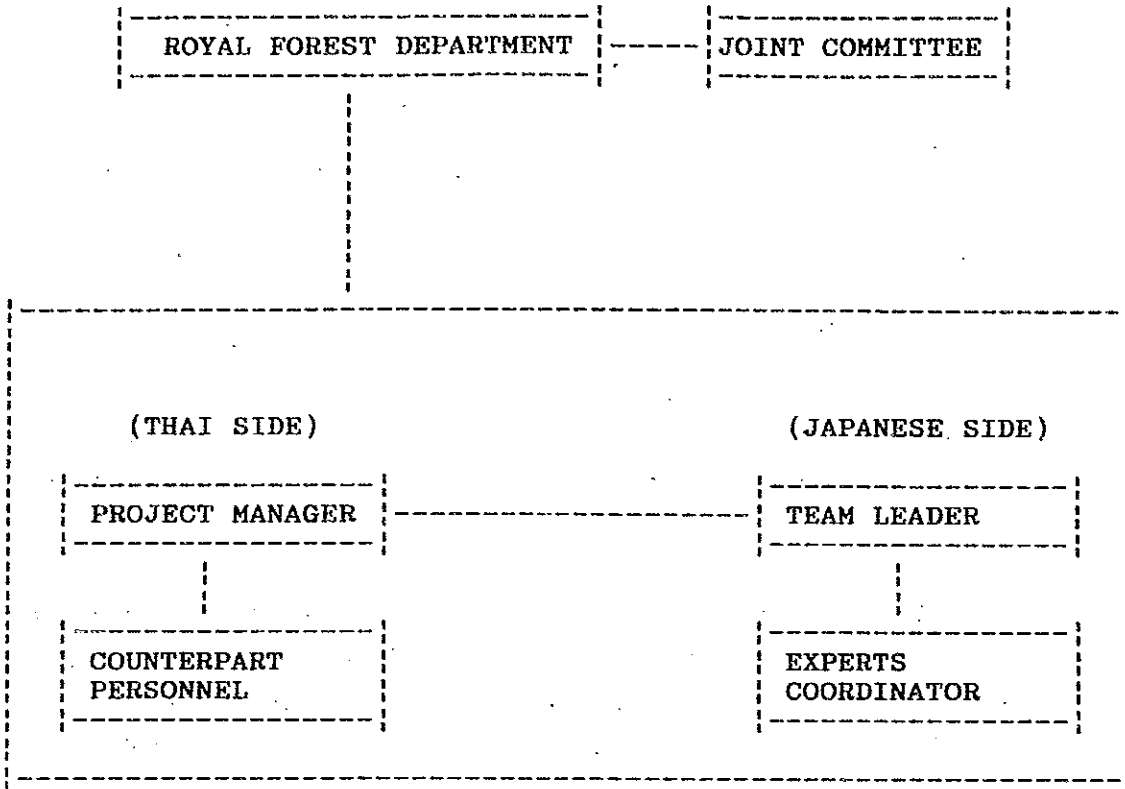 ROYAL FOREST DEPARTMENT JOINT COMMITTEE
(THAI SIDE) (JAPANESE SIDE)
PROJECT MANAGER TEAM LEADER
COUNTERPART EXPERTS
PERSONNEL COORDINATOR